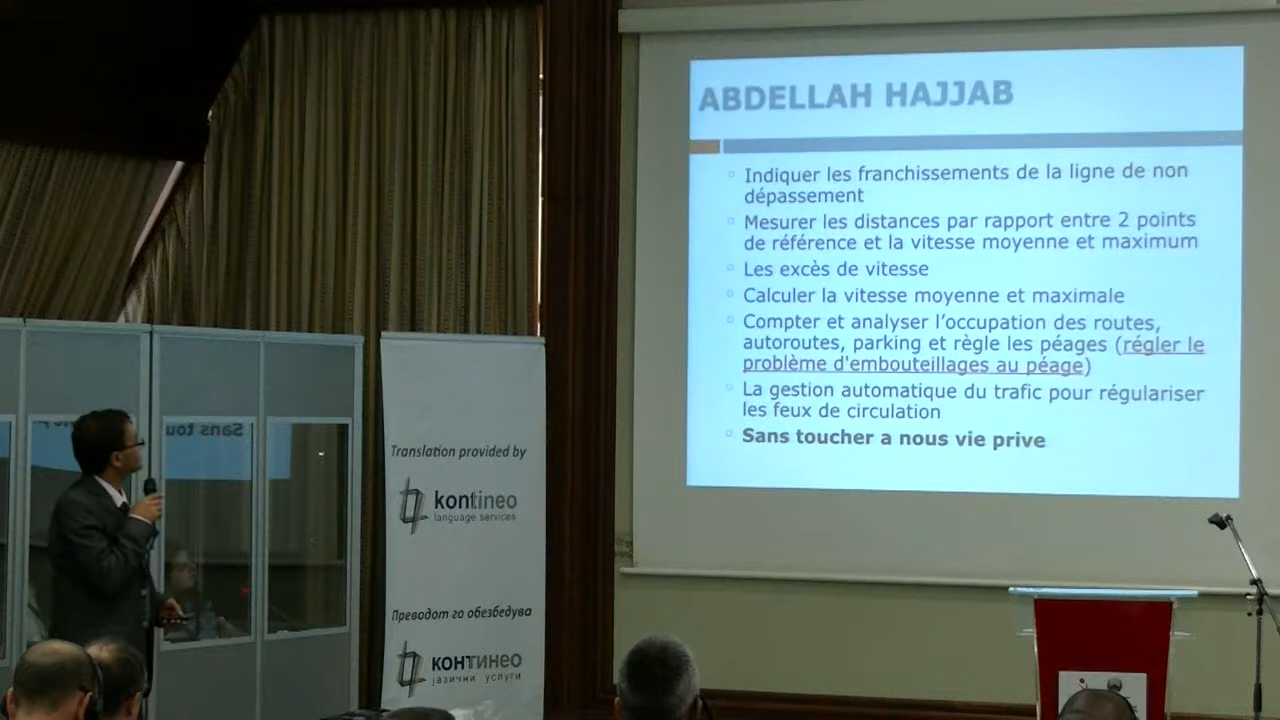 ABDELLAH HAJJAB
Indiquer les franchissements de la ligne de non
dépassement
Mesurer les distances par rapport entre 2 points
de référence et la vitesse moyenne et maximum
Les excès de vitesse
Calculer la vitesse moyenne et maximale
Compter et analyser l'occupation des routes,
autoroutes, parking et règle les péages (régler le
problème d'embouteillages au péage)
La gestion automatique du trafic pour régulariser
les feux de circulation
Sans toucher a nous vie prive
Sans tou
Translation provided by
kontineo
language services
Преводот го обезбедува
континео
јазични услуги